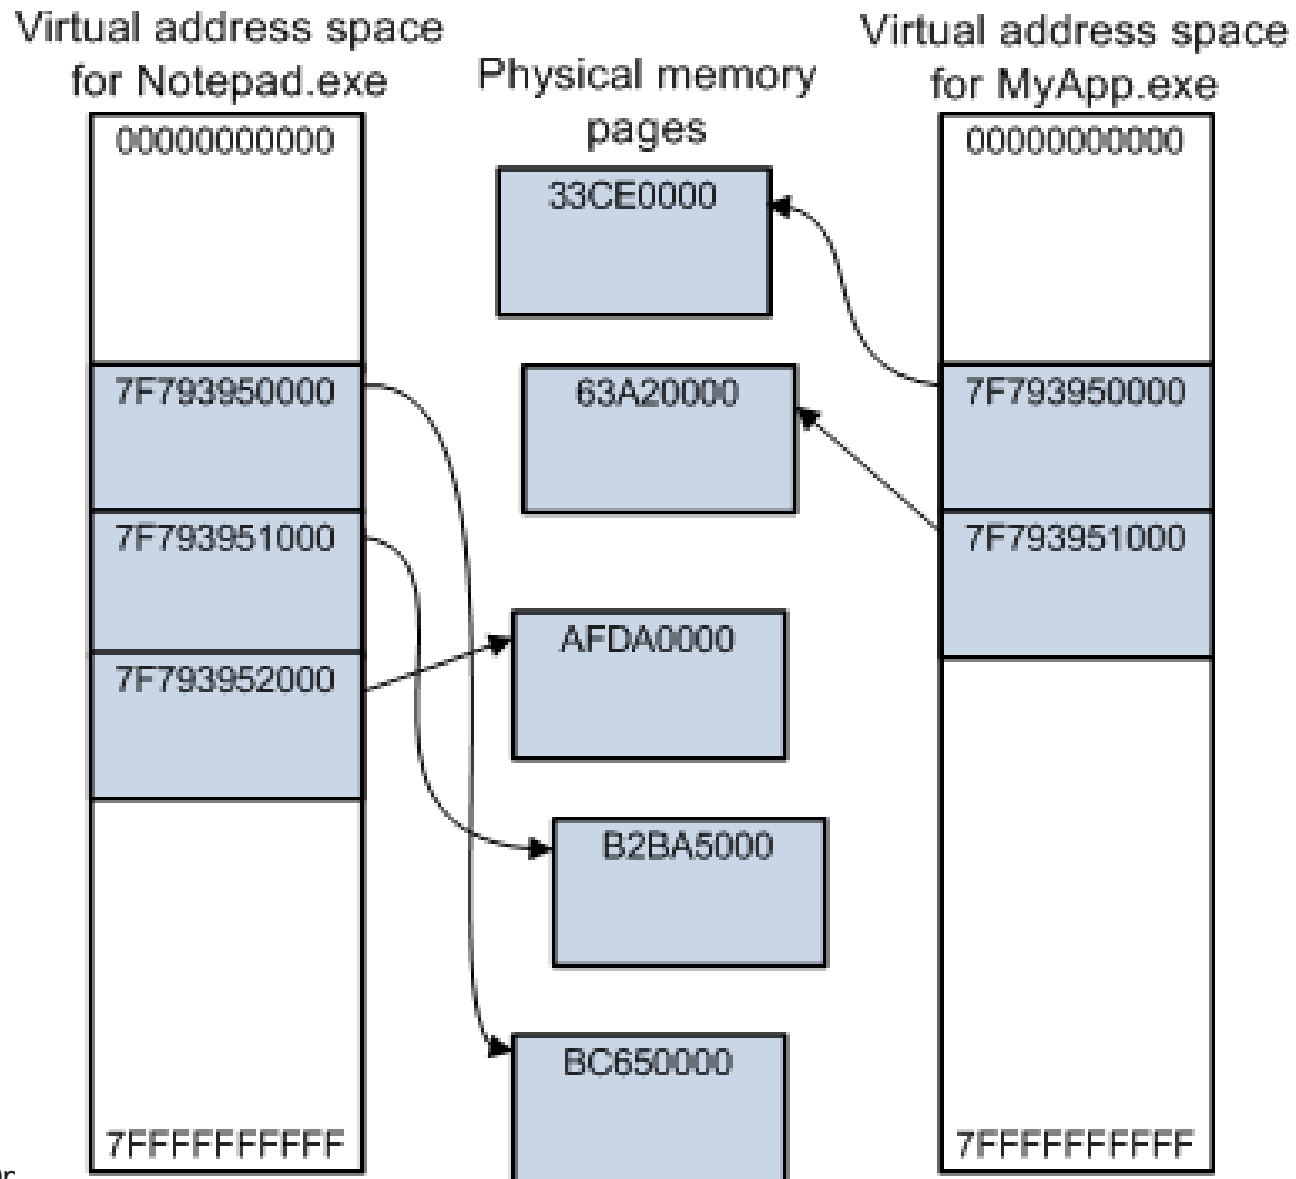 Virtual address space
for Notepad.exe
00000000000
7F793950000
7F793951000
7F793952000
7FFFFFFFFFF
Physical memory
pages
33CE0000
63A20000
AFDA0000
B2BA5000
BC650000
Virtual address space
for MyApp.exe
00000000000
7F793950000
7F793951000
7FFFFFFFFFF